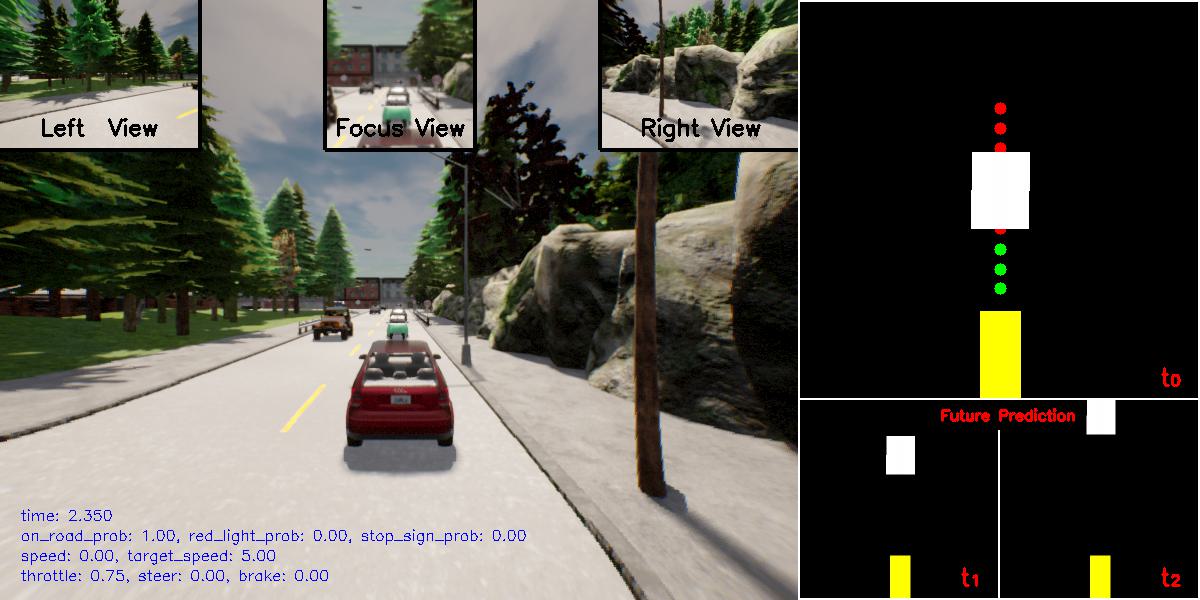 Left View
Focus View
Right View
t0
Future Prediction
t1
t2
time: 2.350
on_road_prob: 1.00, red_light_prob: 0.00, stop_sign_prob: 0.00
speed: 0.00, target_speed: 5.00
throttle: 0.75, steer: 0.00, brake: 0.00